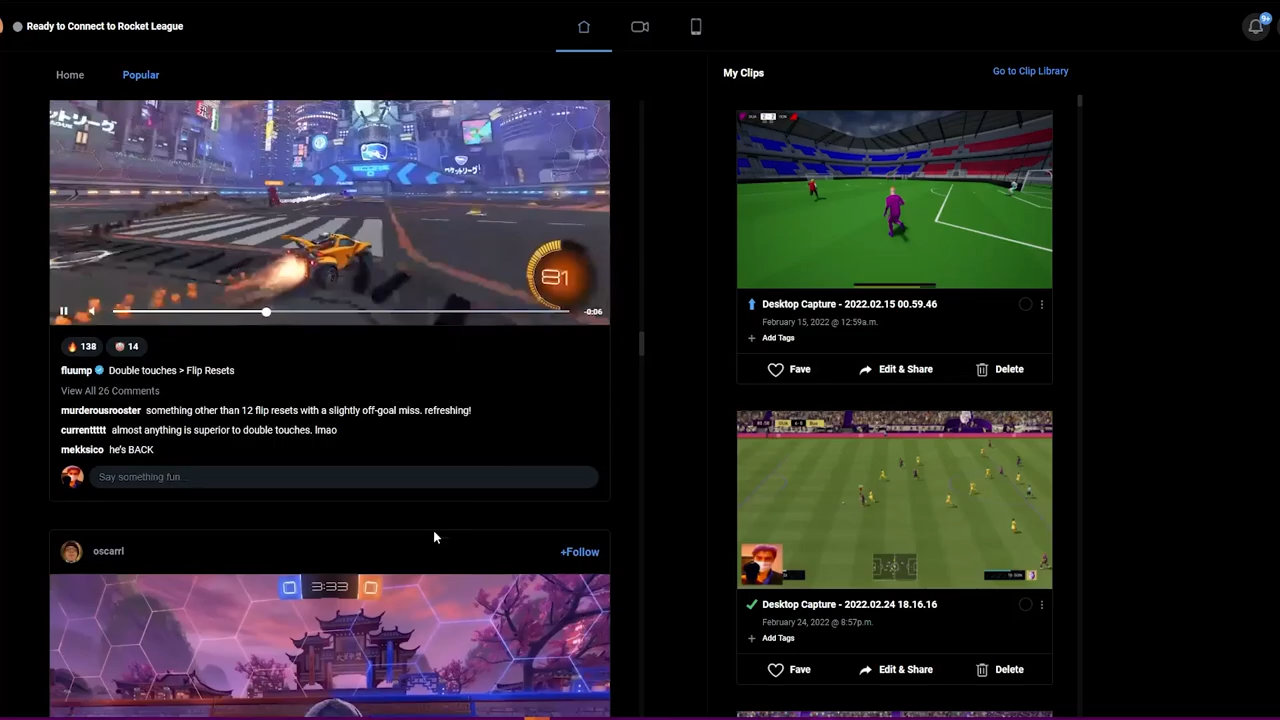 Ready to Connect to Rocket League
9+
Home
Popular
My Clips
Go to Clip Library
81
-0:06
138
14
fluump Double touches > Flip Resets
View All 26 Comments
murderousrooster something other than 12 flip resets with a slightly off-goal miss. refreshing!
currenttttt almost anything is superior to double touches. lmao
mekksico he's BACK
Say something fun...
oscarrl
+Follow
3:33
Desktop Capture - 2022.02.15 00.59.46
February 15, 2022 @ 12:59a.m.
+ Add Tags
Fave
Edit & Share
Delete
Desktop Capture - 2022.02.24 18.16.16
February 24, 2022 @ 8:57p.m.
+ Add Tags
Fave
Edit & Share
Delete